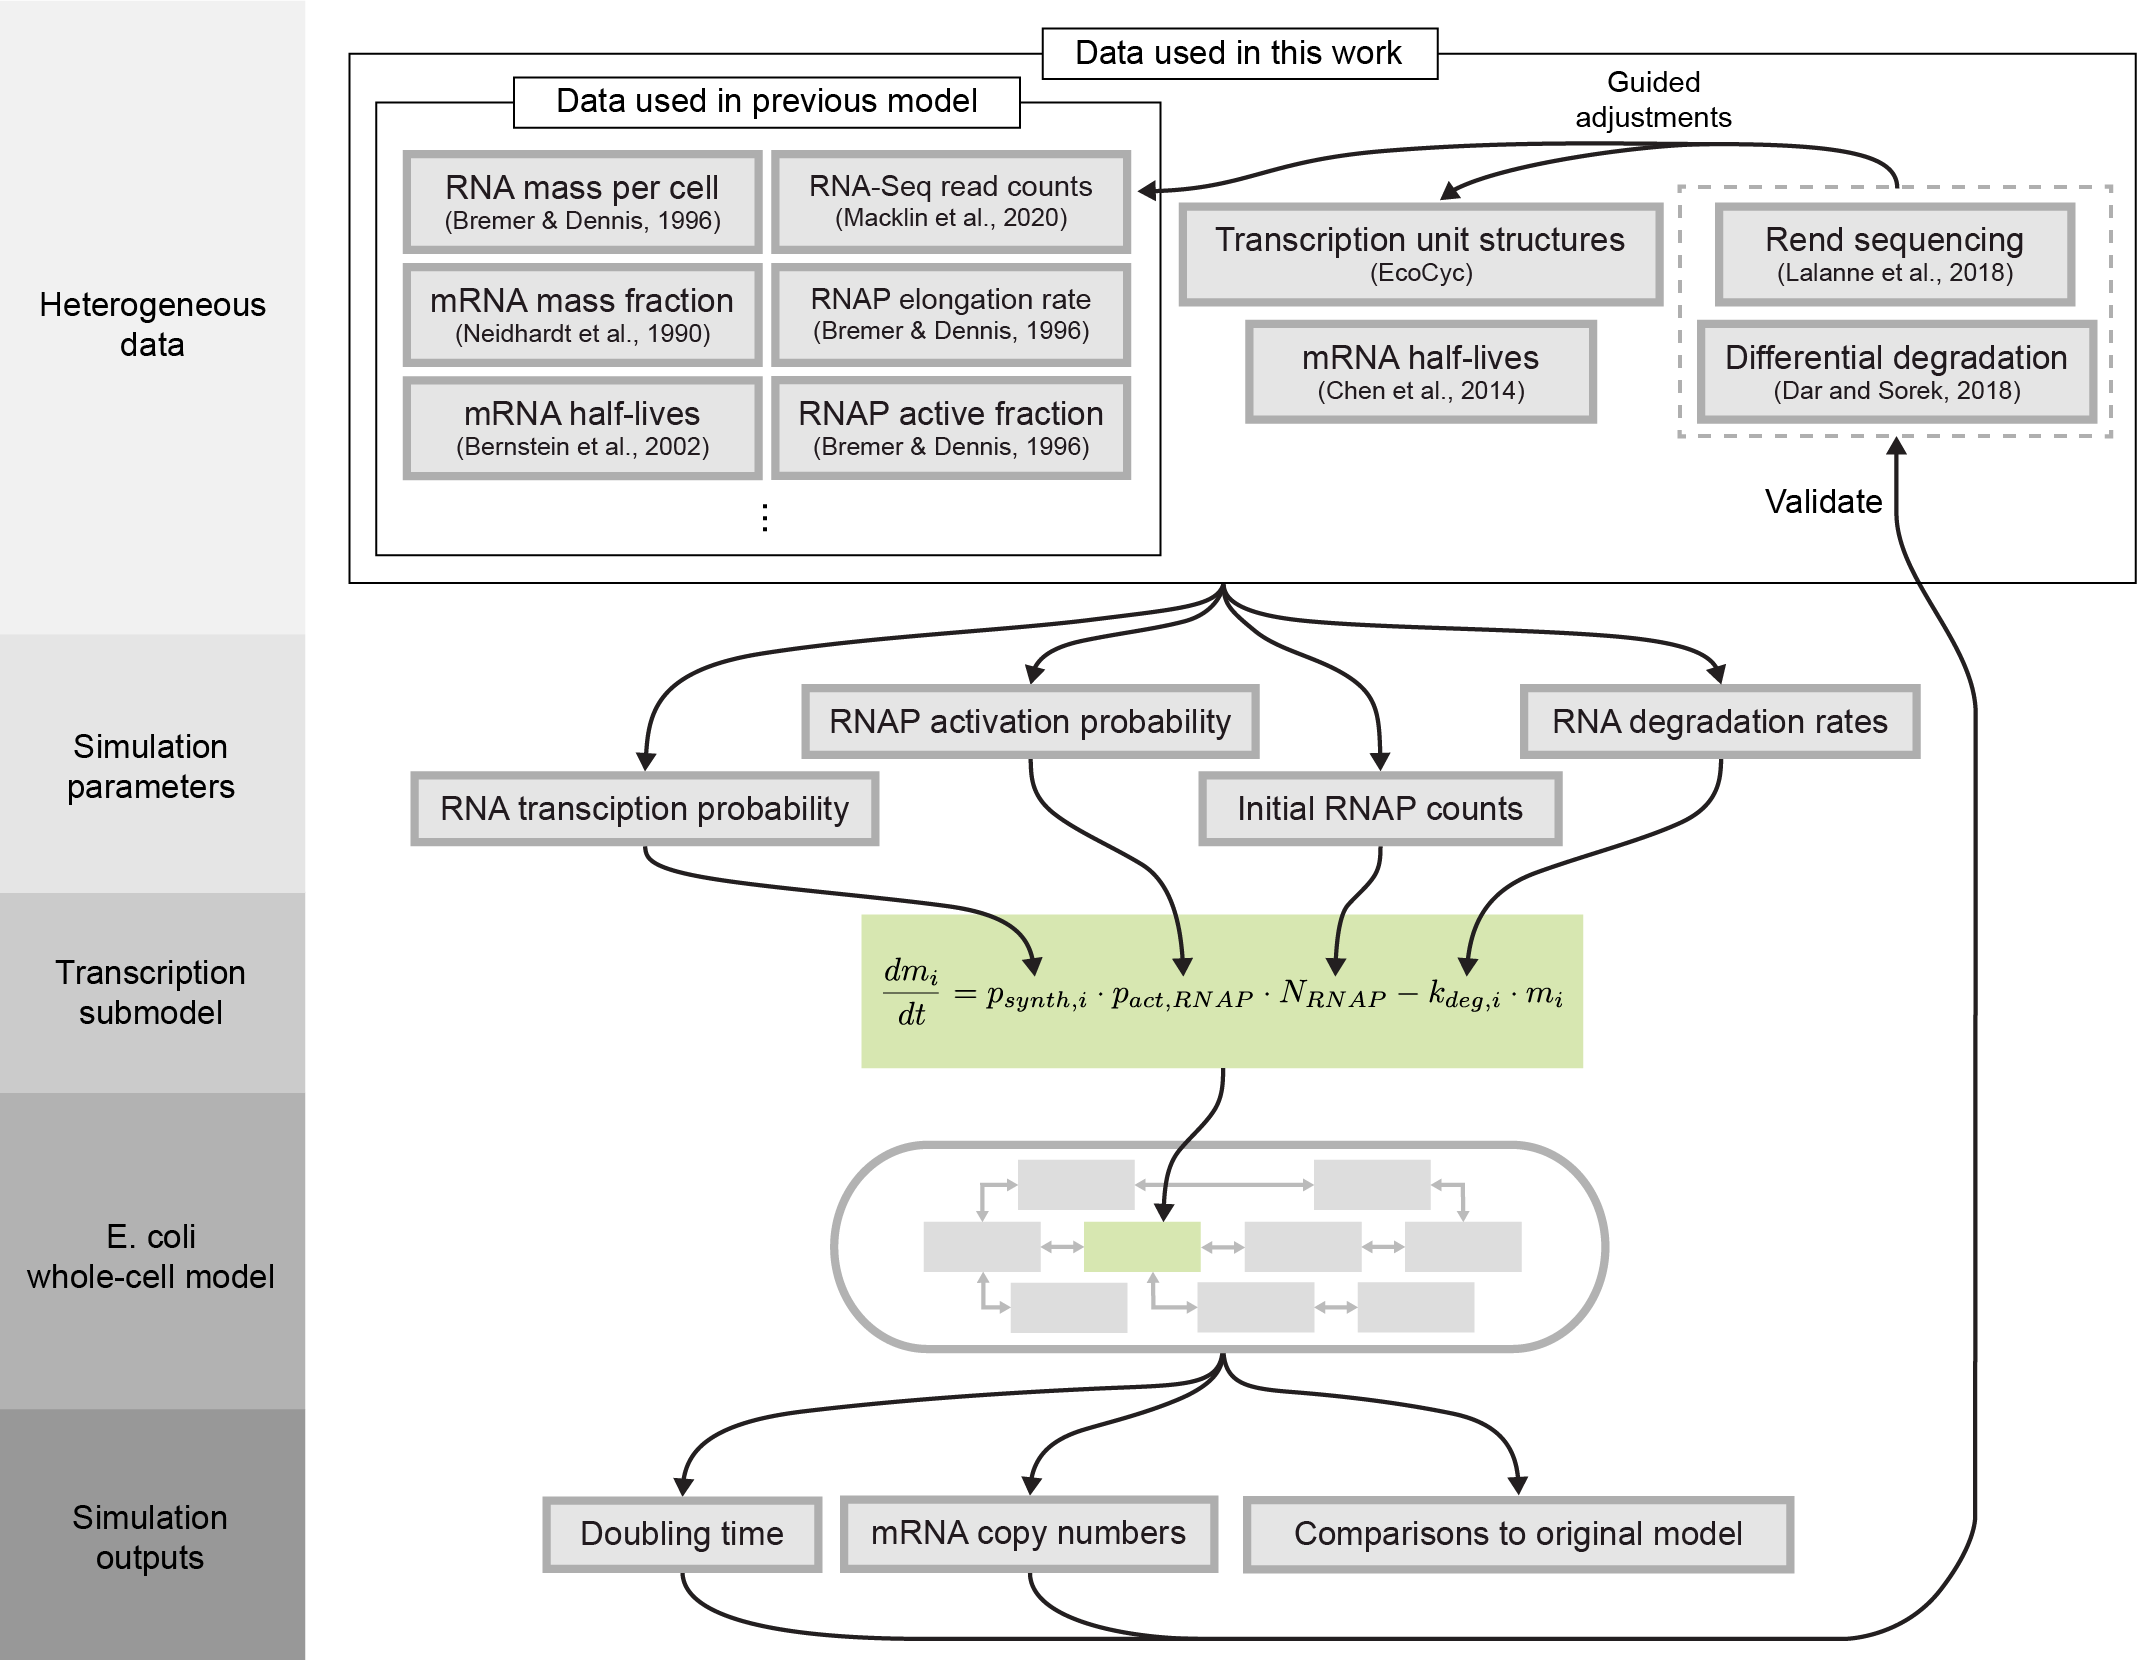 Heterogeneous
data
Data used in this work
Data used in previous model
RNA mass per cell
(Bremer & Dennis, 1996)
RNA-Seq read counts
(Macklin et al., 2020)
mRNA mass fraction
(Neidhardt et al., 1990)
RNAP elongation rate
(Bremer & Dennis, 1996)
mRNA half-lives
(Bernstein et al., 2002)
RNAP active fraction
(Bremer & Dennis, 1996)
⋮
Guided
adjustments
Transcription unit structures
(EcoCyc)
mRNA half-lives
(Chen et al., 2014)
Rend sequencing
(Lalanne et al., 2018)
Differential degradation
(Dar and Sorek, 2018)
Validate
Simulation
parameters
RNAP activation probability
RNA degradation rates
RNA transciption probability
Initial RNAP counts
Transcription
submodel
dm_i/dt = p_{synth,i} · p_{act,RNAP} · N_{RNAP} − k_{deg,i} · m_i
E. coli
whole-cell model
Simulation
outputs
Doubling time
mRNA copy numbers
Comparisons to original model